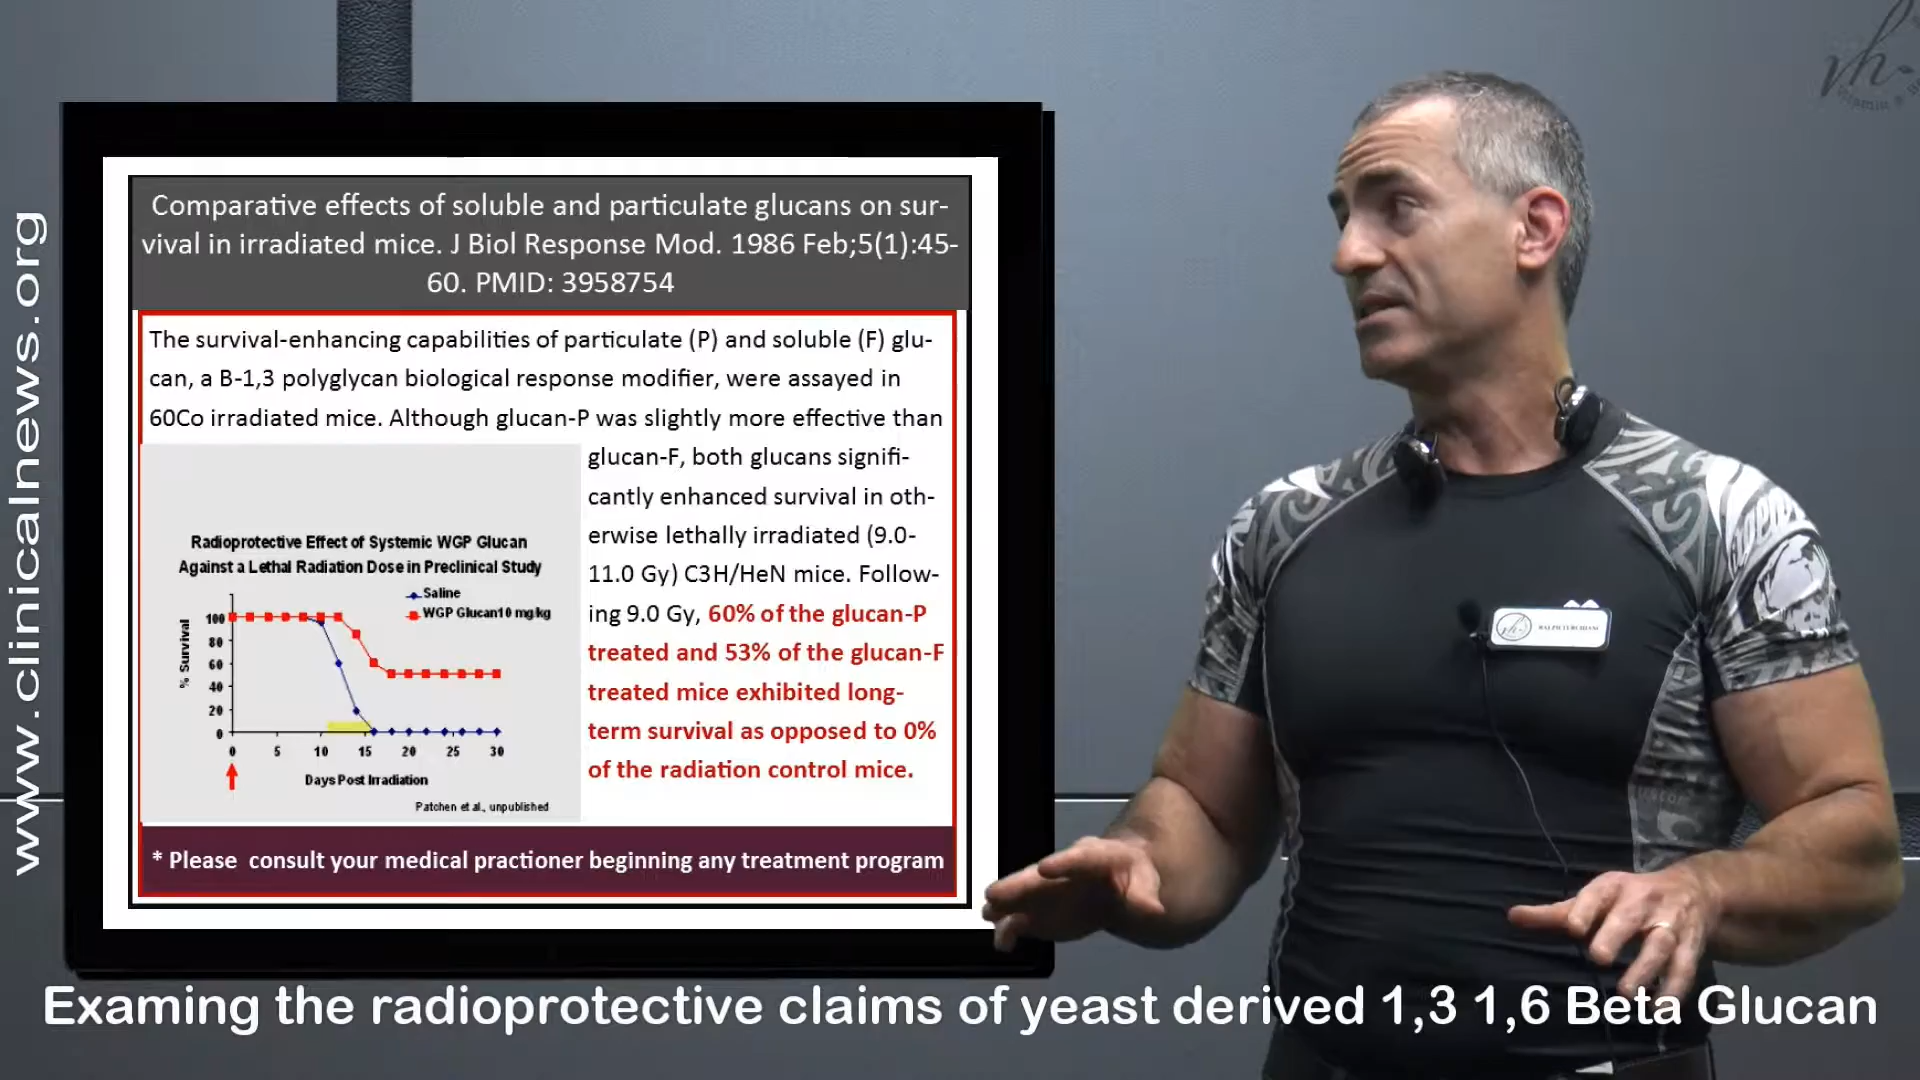 www.clinicalnews.org
Comparative effects of soluble and particulate glucans on sur-
vival in irradiated mice. J Biol Response Mod. 1986 Feb;5(1):45-
60. PMID: 3958754
The survival-enhancing capabilities of particulate (P) and soluble (F) glu-
can, a B-1,3 polyglycan biological response modifier, were assayed in
60Co irradiated mice. Although glucan-P was slightly more effective than
glucan-F, both glucans signifi-
cantly enhanced survival in oth-
erwise lethally irradiated (9.0-
11.0 Gy) C3H/HeN mice. Follow-
ing 9.0 Gy, 60% of the glucan-P
treated and 53% of the glucan-F
treated mice exhibited long-
term survival as opposed to 0%
of the radiation control mice.
Radioprotective Effect of Systemic WGP Glucan
Against a Lethal Radiation Dose in Preclinical Study
Saline
WGP Glucan10 mg/kg
% Survival
100
80
60
40
20
0
0 5 10 15 20 25 30
Days Post Irradiation
Patchen et al., unpublished
* Please consult your medical practioner beginning any treatment program
vh
Examing the radioprotective claims of yeast derived 1,3 1,6 Beta Glucan